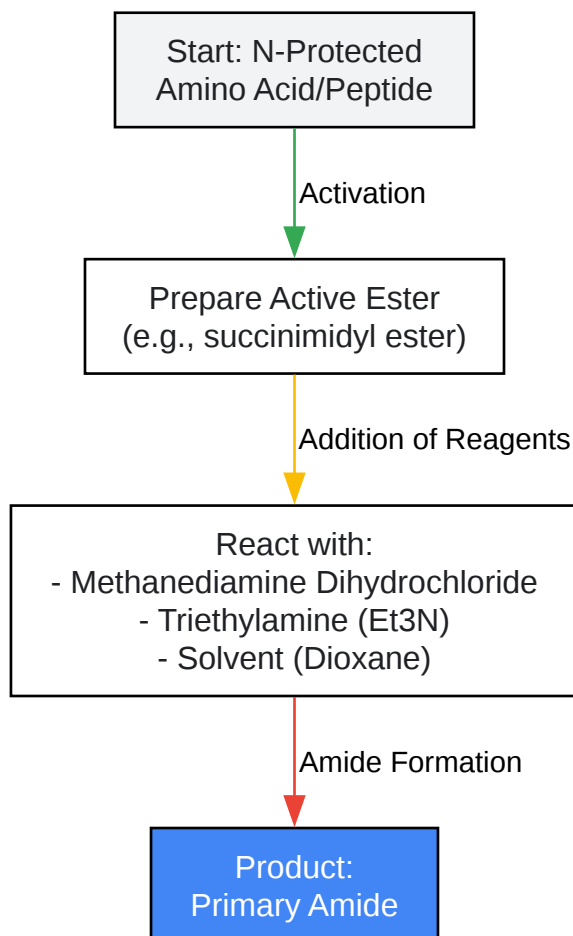 Start: N-Protected
Amino Acid/Peptide
Activation
Prepare Active Ester
(e.g., succinimidyl ester)
Addition of Reagents
React with:
- Methanediamine Dihydrochloride
- Triethylamine (Et3N)
- Solvent (Dioxane)
Amide Formation
Product:
Primary Amide